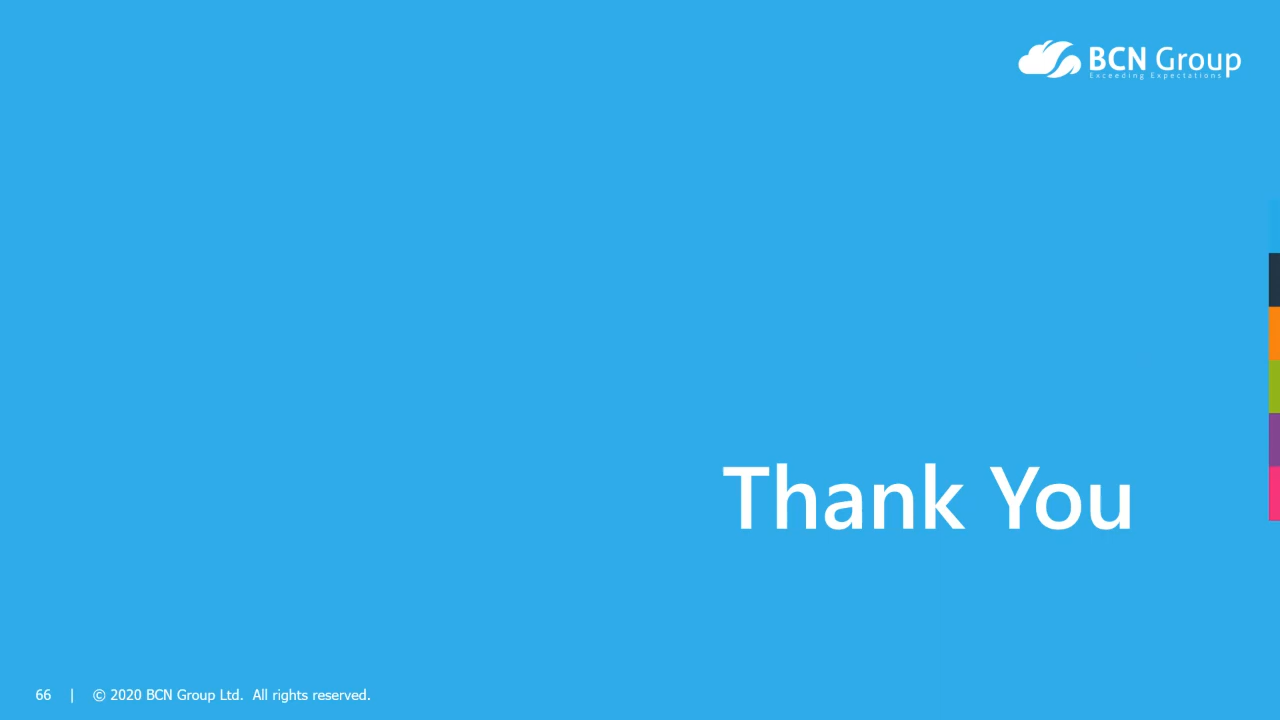 BCN Group
Exceeding Expectations
Thank You
66 | © 2020 BCN Group Ltd. All rights reserved.